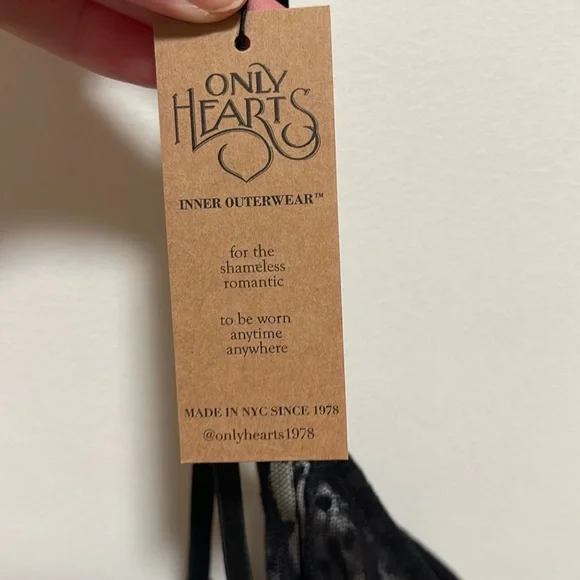 ONLY
HEARTS
INNER OUTERWEAR™
for the
shameless
romantic
to be worn
anytime
anywhere
MADE IN NYC SINCE 1978
@onlyhearts1978